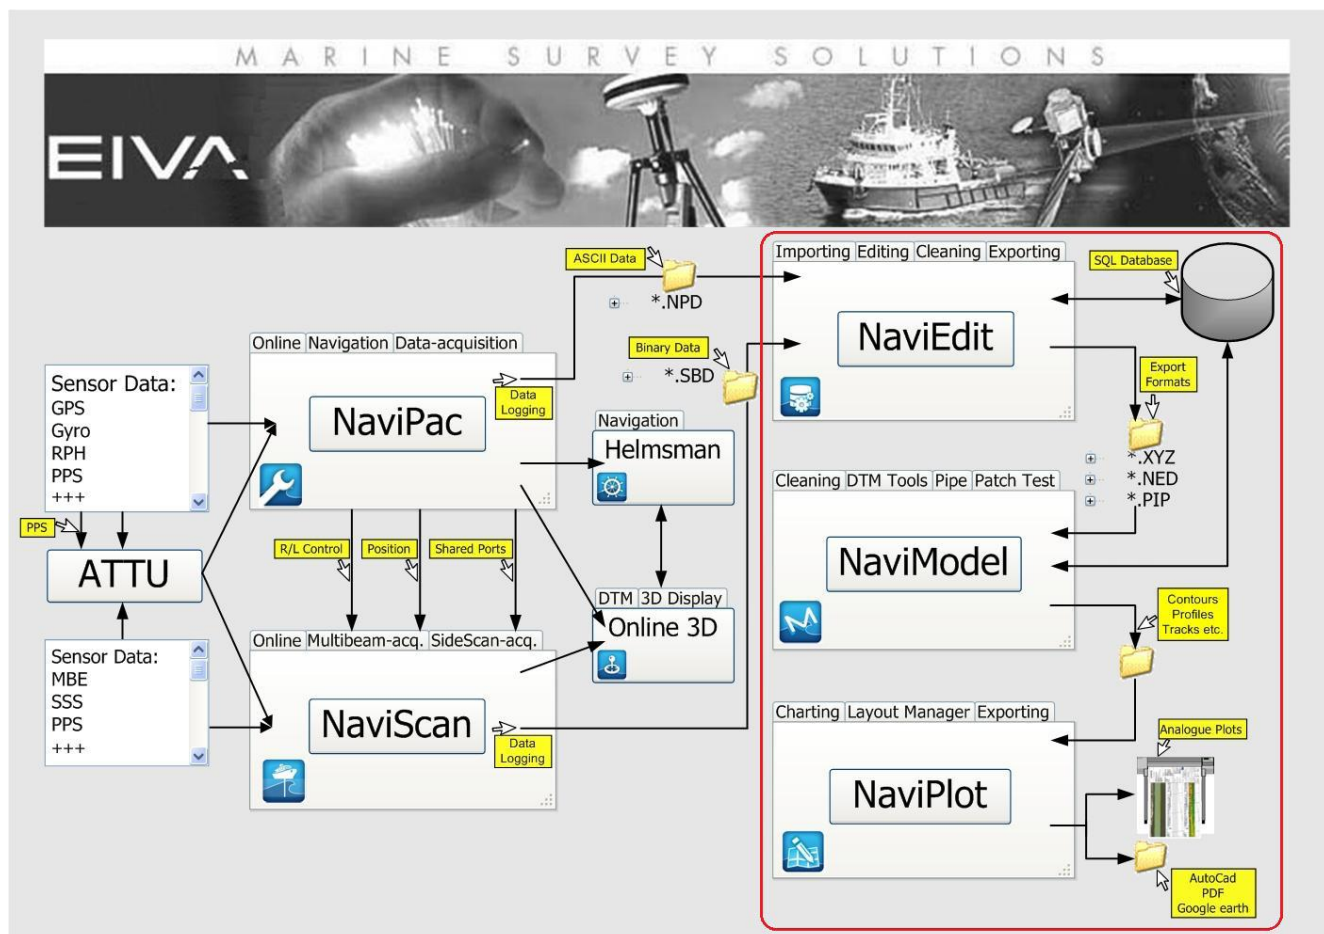 MARINE SURVEY SOLUTIONS
EIVA
ASCII Data
*.NPD
Binary Data
*.SBD
Online Navigation Data-acquisition
NaviPac
Data
Logging
Sensor Data:
GPS
Gyro
RPH
PPS
+++
PPS
ATTU
Sensor Data:
MBE
SSS
PPS
+++
R/L Control
Position
Shared Ports
Navigation
Helmsman
DTM 3D Display
Online 3D
Online Multibeam-acq. SideScan-acq.
NaviScan
Data
Logging
Importing Editing Cleaning Exporting
NaviEdit
SQL Database
Export
Formats
*.XYZ
*.NED
*.PIP
Cleaning DTM Tools Pipe Patch Test
NaviModel
Contours
Profiles
Tracks etc.
Charting Layout Manager Exporting
NaviPlot
Analogue Plots
AutoCad
PDF
Google earth